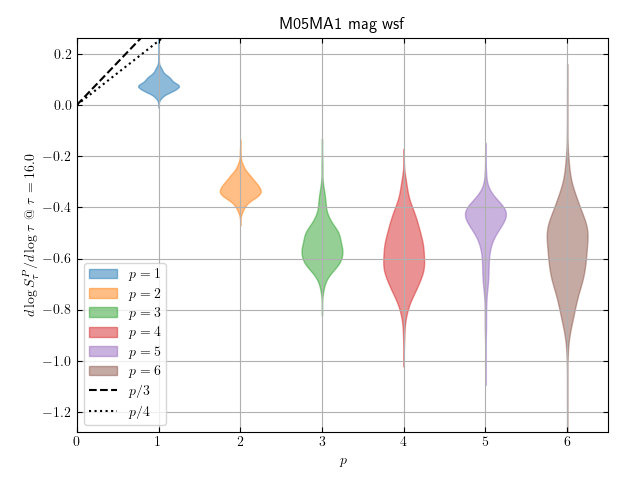 M05MA1 mag wsf
d log S_τ^P / d log τ @ τ = 16.0
0.2
0.0
−0.2
−0.4
−0.6
−0.8
−1.0
−1.2
p = 1
p = 2
p = 3
p = 4
p = 5
p = 6
p/3
p/4
0 1 2 3 4 5 6
p